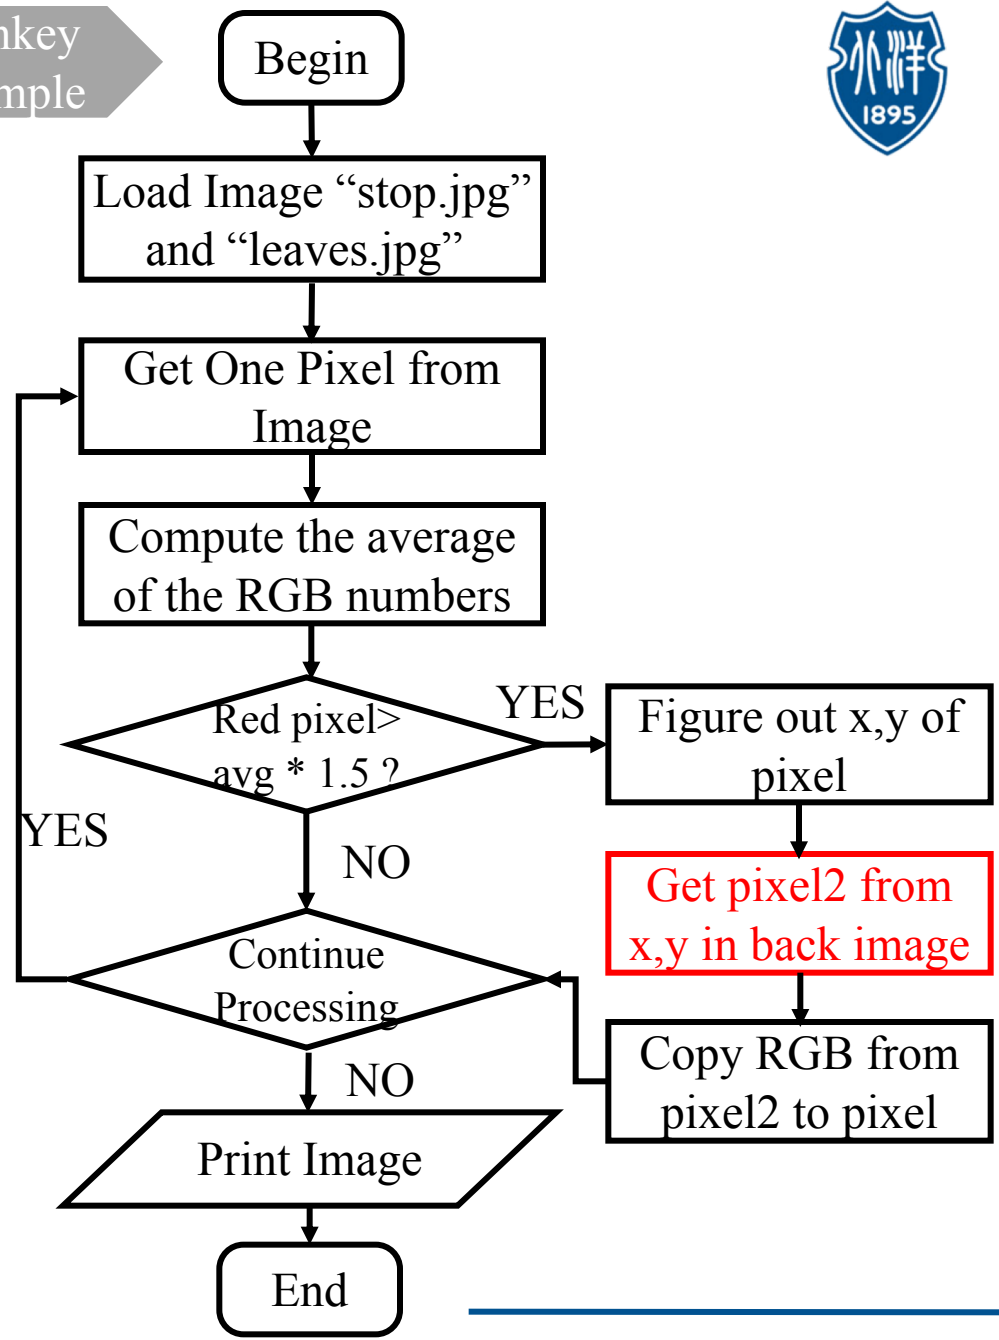 Begin
北洋
1895
Load Image “stop.jpg”
and “leaves.jpg”
Get One Pixel from
Image
Compute the average
of the RGB numbers
Red pixel>
avg * 1.5 ?
YES
Figure out x,y of
pixel
YES
NO
Get pixel2 from
x,y in back image
Continue
Processing
Copy RGB from
pixel2 to pixel
NO
Print Image
End